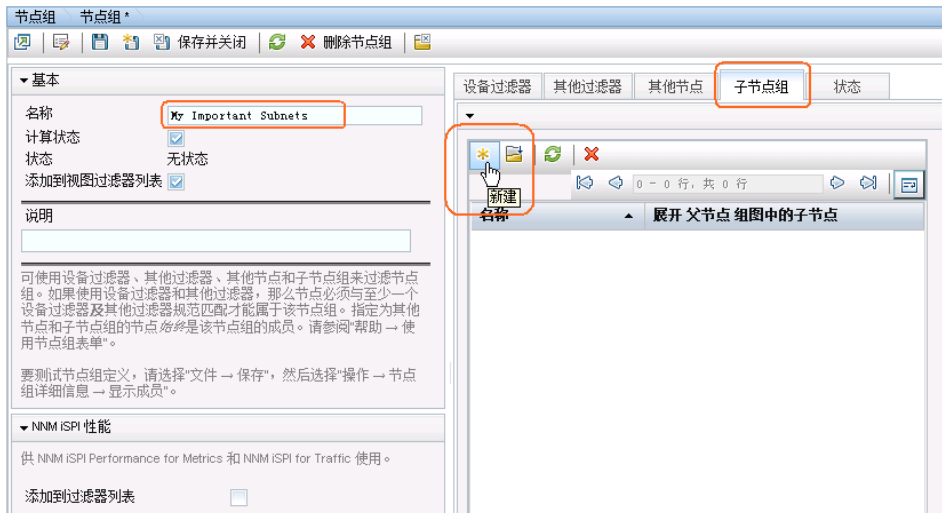 节点组 节点组 *
保存并关闭 删除节点组
基本
名称 My Important Subnets
计算状态
状态 无状态
添加到视图过滤器列表
说明
可使用设备过滤器、其他过滤器、其他节点和子节点组来过滤节点
组。如果使用设备过滤器和其他过滤器，那么节点必须与至少一个
设备过滤器及其他过滤器规范匹配才能属于该节点组。指定为其他
节点和子节点组的节点始终是该节点组的成员。请参阅"帮助 → 使
用节点组表单"。
要测试节点组定义，请选择"文件 → 保存"，然后选择"操作 → 节点
组详细信息 → 显示成员"。
NNM iSPI 性能
供 NNM iSPI Performance for Metrics 和 NNM iSPI for Traffic 使用。
添加到过滤器列表
设备过滤器 其他过滤器 其他节点 子节点组 状态
0 - 0 行, 共 0 行
新建
名称 展开 父节点 组图中的子节点